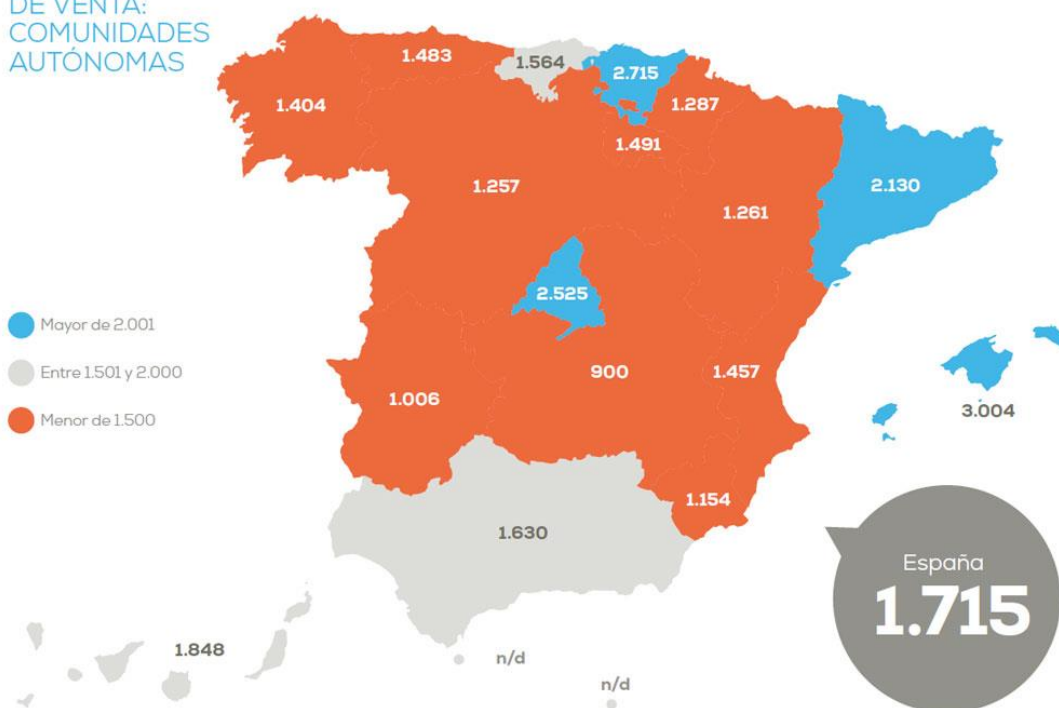 DE VENTA:
COMUNIDADES
AUTÓNOMAS
1.483
1.564
2.715
1.404
1.287
1.491
1.257
2.130
1.261
2.525
Mayor de 2.001
Entre 1.501 y 2.000
Menor de 1.500
900
1.457
1.006
3.004
1.154
1.630
España
1.715
1.848
n/d
n/d